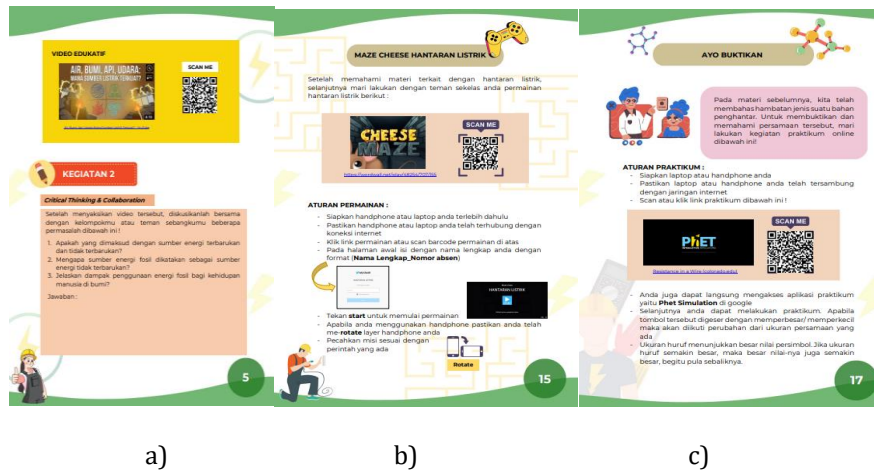 VIDEO EDUKATIF
AIR, BUMI, API, UDARA:
MANA SUMBER LISTRIK TERKUAT?
SCAN ME
KEGIATAN 2
Critical Thinking & Collaboration
Setelah menyaksikan video tersebut, diskusikanlah bersama
dengan kelompokmu atau teman sebangkumu beberapa
permasalah dibawah ini !
1. Apakah yang dimaksud dengan sumber energi terbarukan
dan tidak terbarukan?
2. Mengapa sumber energi fosil dikatakan sebagai sumber
energi tidak terbarukan?
3. Jelaskan dampak penggunaan energi fosil bagi kehidupan
manusia di bumi?
Jawaban :
5
a)
MAZE CHEESE HANTARAN LISTRIK
Setelah memahami materi terkait dengan hantaran listrik,
selanjutnya mari lakukan dengan teman sekelas anda permainan
hantaran listrik berikut :
CHEESE
MAZE
SCAN ME
ATURAN PERMAINAN :
- Siapkan handphone atau laptop anda terlebih dahulu
- Pastikan handphone atau laptop anda telah terhubung dengan
koneksi internet
- Klik link permainan atau scan barcode permainan di atas
- Pada halaman awal isi dengan nama lengkap anda dengan
format (Nama Lengkap_Nomor absen)
HANTARAN LISTRIK
- Tekan start untuk memulai permainan
- Apabila anda menggunakan handphone pastikan anda telah
me-rotate layer handphone anda
- Pecahkan misi sesuai dengan
perintah yang ada
Rotate
15
b)
AYO BUKTIKAN
Pada materi sebelumnya, kita telah
membahas hambatan jenis suatu bahan
penghantar. Untuk membuktikan dan
memahami persamaan tersebut, mari
lakukan kegiatan praktikum online
dibawah ini!
ATURAN PRAKTIKUM :
- Siapkan laptop atau handphone anda
- Pastikan laptop atau handphone anda telah tersambung
dengan jaringan internet
- Scan atau klik link praktikum dibawah ini !
PhET
SCAN ME
- Anda juga dapat langsung mengakses aplikasi praktikum
yaitu Phet Simulation di google
- Selanjutnya anda dapat melakukan praktikum. Apabila
tombol tersebut digeser dengan memperbesar/ memperkecil
maka akan diikuti perubahan dari ukuran persamaan yang
ada
- Ukuran huruf menunjukkan besar nilai persimbol. Jika ukuran
huruf semakin besar, maka besar nilai-nya juga semakin
besar, begitu pula sebaliknya.
17
c)